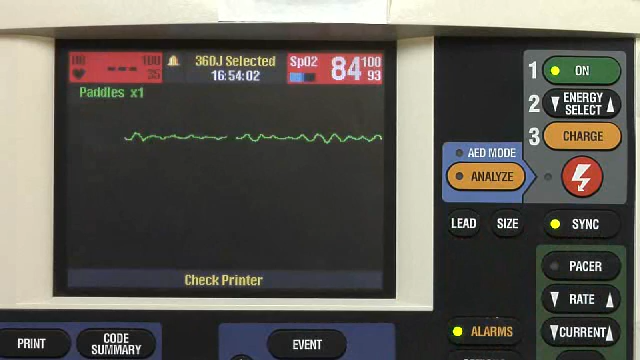 HR
100
---
35
360J Selected
16:54:02
SpO2
84
100
93
Paddles x1
Check Printer
1 ON
2 ENERGY SELECT
3 CHARGE
AED MODE
ANALYZE
LEAD
SIZE
SYNC
PACER
RATE
CURRENT
PRINT
CODE
SUMMARY
EVENT
ALARMS
OPTIONS